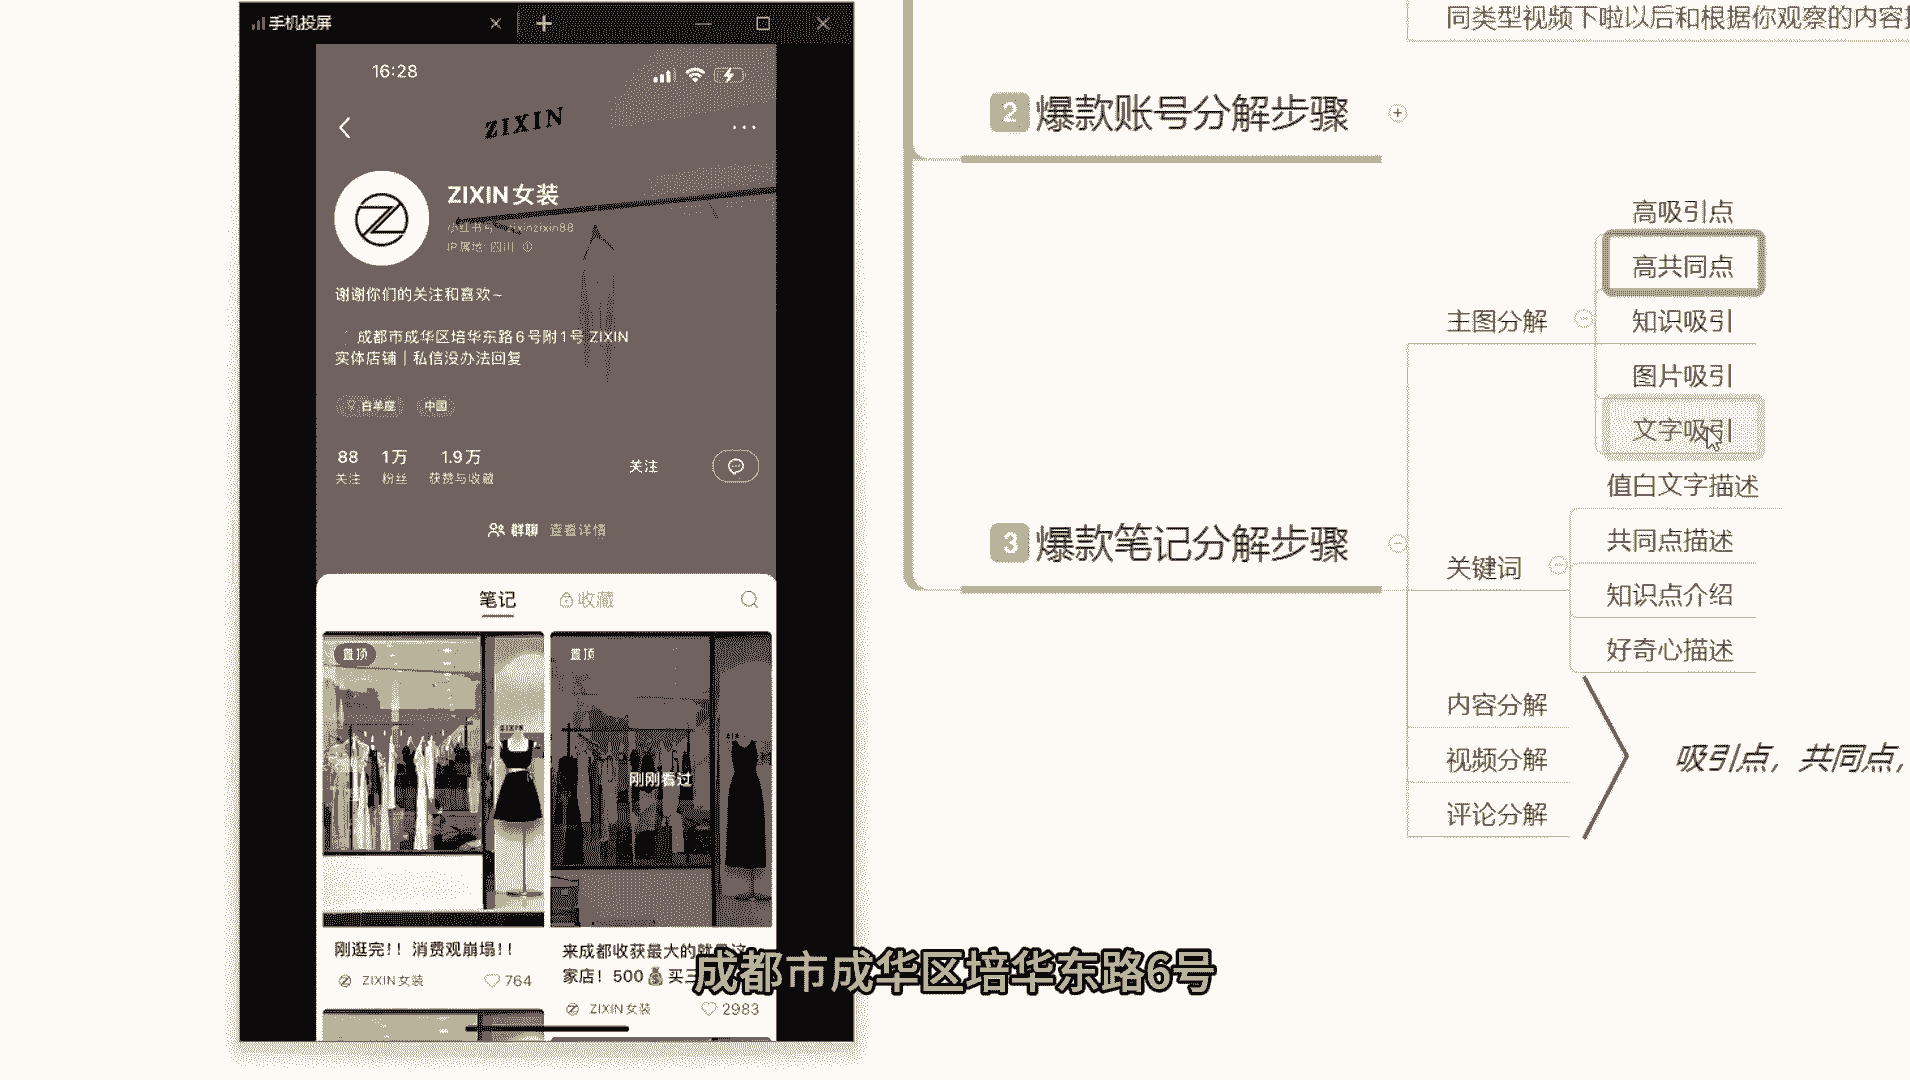 手机投屏
16:28
ZIXIN
ZIXIN女装
IP属地: 四川
谢谢你们的关注和喜欢~
成都市成华区培华东路6号附1号 ZIXIN
实体店铺｜私信没办法回复
白羊座
中国
88 关注
1万 粉丝
1.9万 获赞与收藏
关注
群聊 查看详情
笔记
收藏
置顶
ZIXIN
置顶
刚刚看过
刚逛完!! 消费观崩塌!!
ZIXIN女装
764
来成都收获最大的就是这
家店! 500💰买三
ZIXIN女装
2983
同类型视频下啦以后和根据你观察的内容
2 爆款账号分解步骤
3 爆款笔记分解步骤
主图分解
高吸引点
高共同点
知识吸引
图片吸引
文字吸引
关键词
值白文字描述
共同点描述
知识点介绍
好奇心描述
内容分解
视频分解
评论分解
吸引点，共同点，
成都市成华区培华东路6号